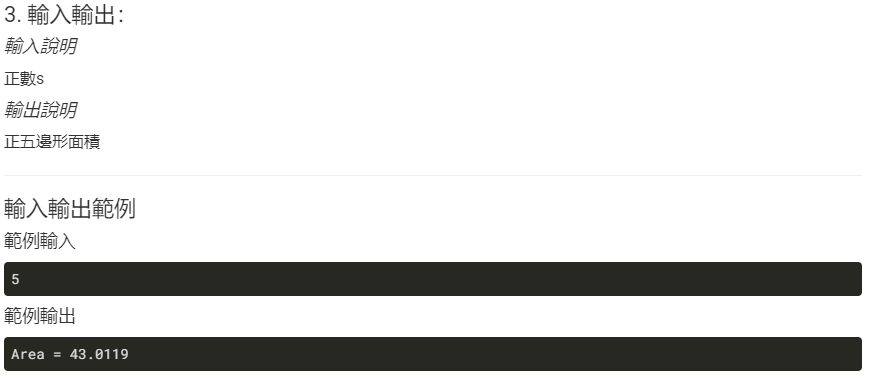 3. 輸入輸出：
輸入說明
正數s
輸出說明
正五邊形面積
輸入輸出範例
範例輸入
5
範例輸出
Area = 43.0119